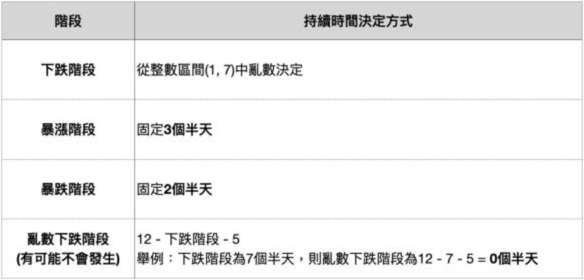 階段 持續時間決定方式
下跌階段 從整數區間(1, 7)中亂數決定
暴漲階段 固定3個半天
暴跌階段 固定2個半天
亂數下跌階段 12 - 下跌階段 - 5
(有可能不會發生) 舉例：下跌階段為7個半天，則亂數下跌階段為12 - 7 - 5 = 0個半天